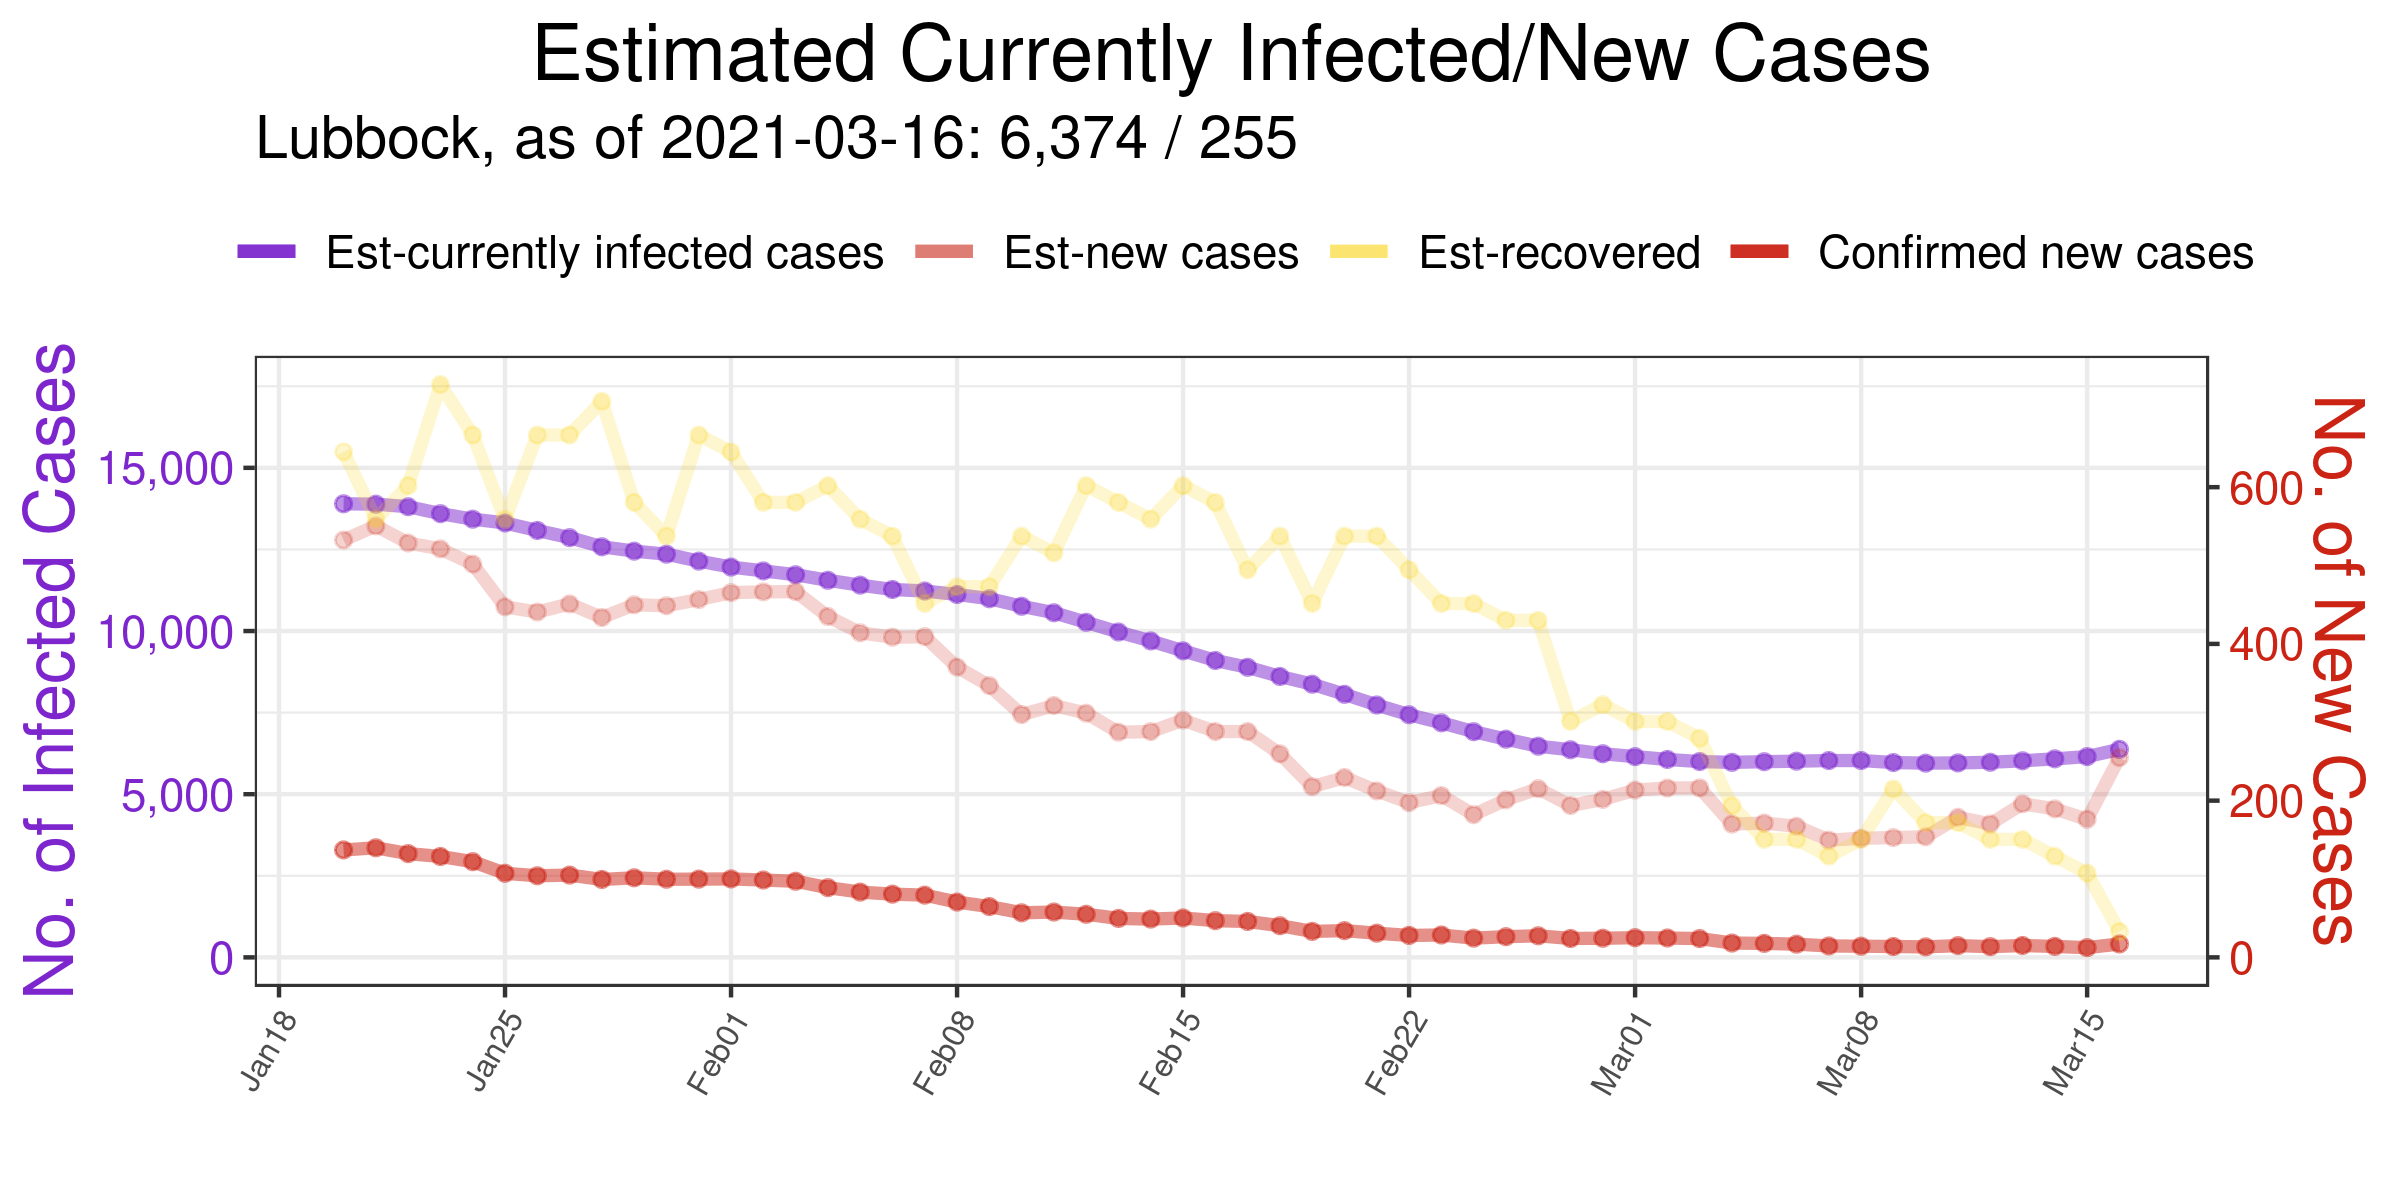 Estimated Currently Infected/New Cases
Lubbock, as of 2021-03-16: 6,374 / 255
Est-currently infected cases Est-new cases Est-recovered Confirmed new cases
No. of Infected Cases
15,000
10,000
5,000
0
600
400
200
0
No. of New Cases
Jan18 Jan25 Feb01 Feb08 Feb15 Feb22 Mar01 Mar08 Mar15